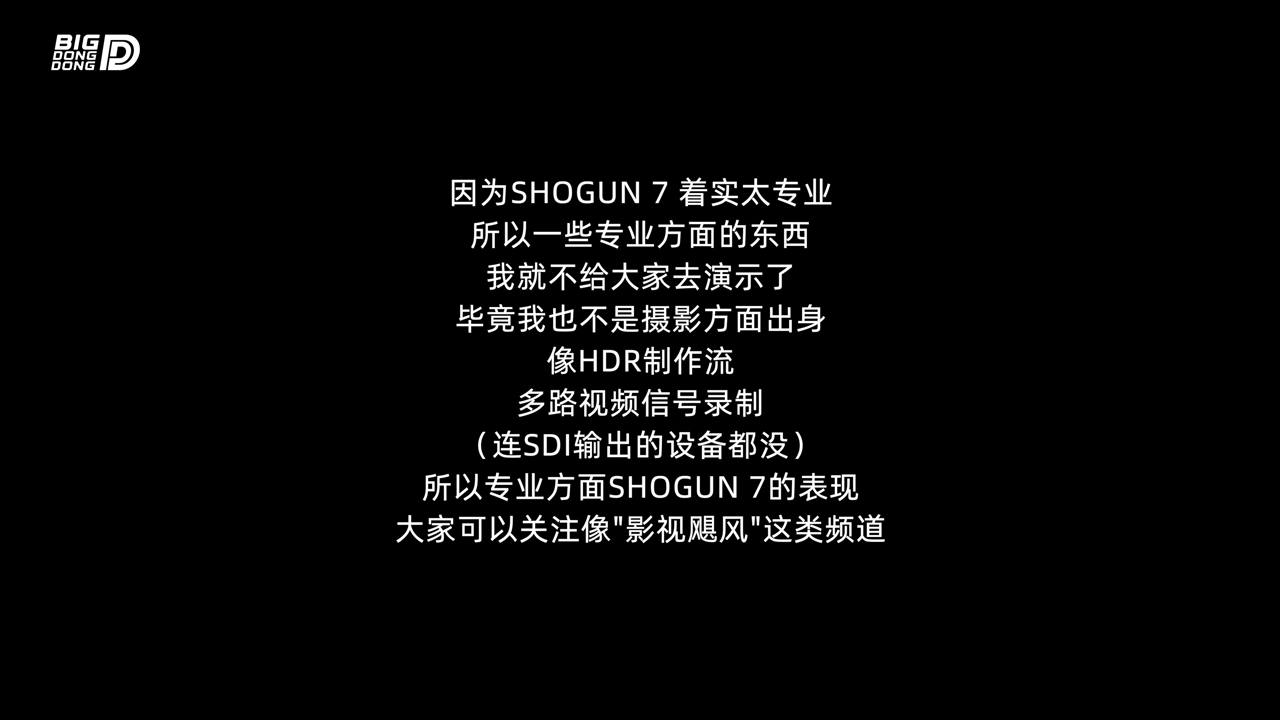 BIG
DONG
DONG
因为SHOGUN 7 着实太专业
所以一些专业方面的东西
我就不给大家去演示了
毕竟我也不是摄影方面出身
像HDR制作流
多路视频信号录制
（连SDI输出的设备都没）
所以专业方面SHOGUN 7的表现
大家可以关注像"影视飓风"这类频道